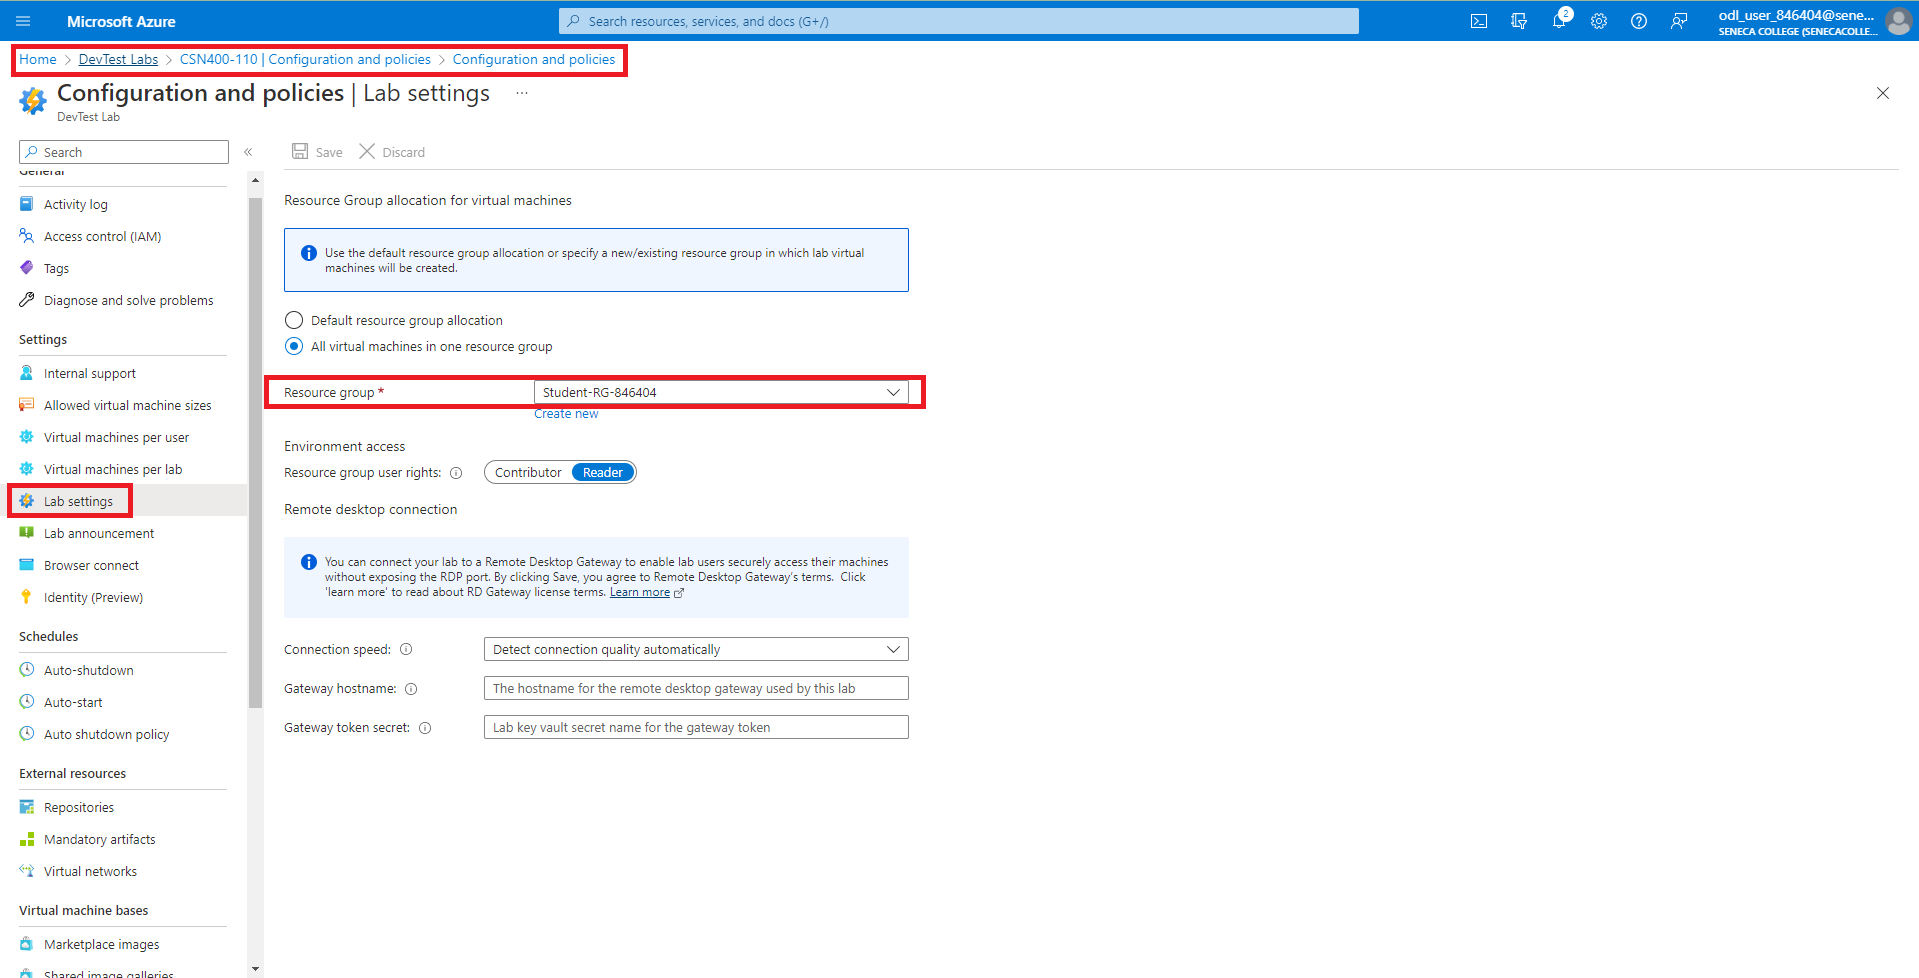 Microsoft Azure
Search resources, services, and docs (G+/)
2
odl_user_846404@sene...
SENECA COLLEGE (SENECACOLLE...
Home > DevTest Labs > CSN400-110 | Configuration and policies > Configuration and policies
Configuration and policies | Lab settings ...
DevTest Lab
Search
«
Save
Discard
General
Activity log
Access control (IAM)
Tags
Diagnose and solve problems
Settings
Internal support
Allowed virtual machine sizes
Virtual machines per user
Virtual machines per lab
Lab settings
Lab announcement
Browser connect
Identity (Preview)
Schedules
Auto-shutdown
Auto-start
Auto shutdown policy
External resources
Repositories
Mandatory artifacts
Virtual networks
Virtual machine bases
Marketplace images
Shared image galleries
Resource Group allocation for virtual machines
Use the default resource group allocation or specify a new/existing resource group in which lab virtual
machines will be created.
Default resource group allocation
All virtual machines in one resource group
Resource group * Student-RG-846404
Create new
Environment access
Resource group user rights: Contributor Reader
Remote desktop connection
You can connect your lab to a Remote Desktop Gateway to enable lab users securely access their machines
without exposing the RDP port. By clicking Save, you agree to Remote Desktop Gateway's terms. Click
'learn more' to read about RD Gateway license terms. Learn more
Connection speed: Detect connection quality automatically
Gateway hostname: The hostname for the remote desktop gateway used by this lab
Gateway token secret: Lab key vault secret name for the gateway token